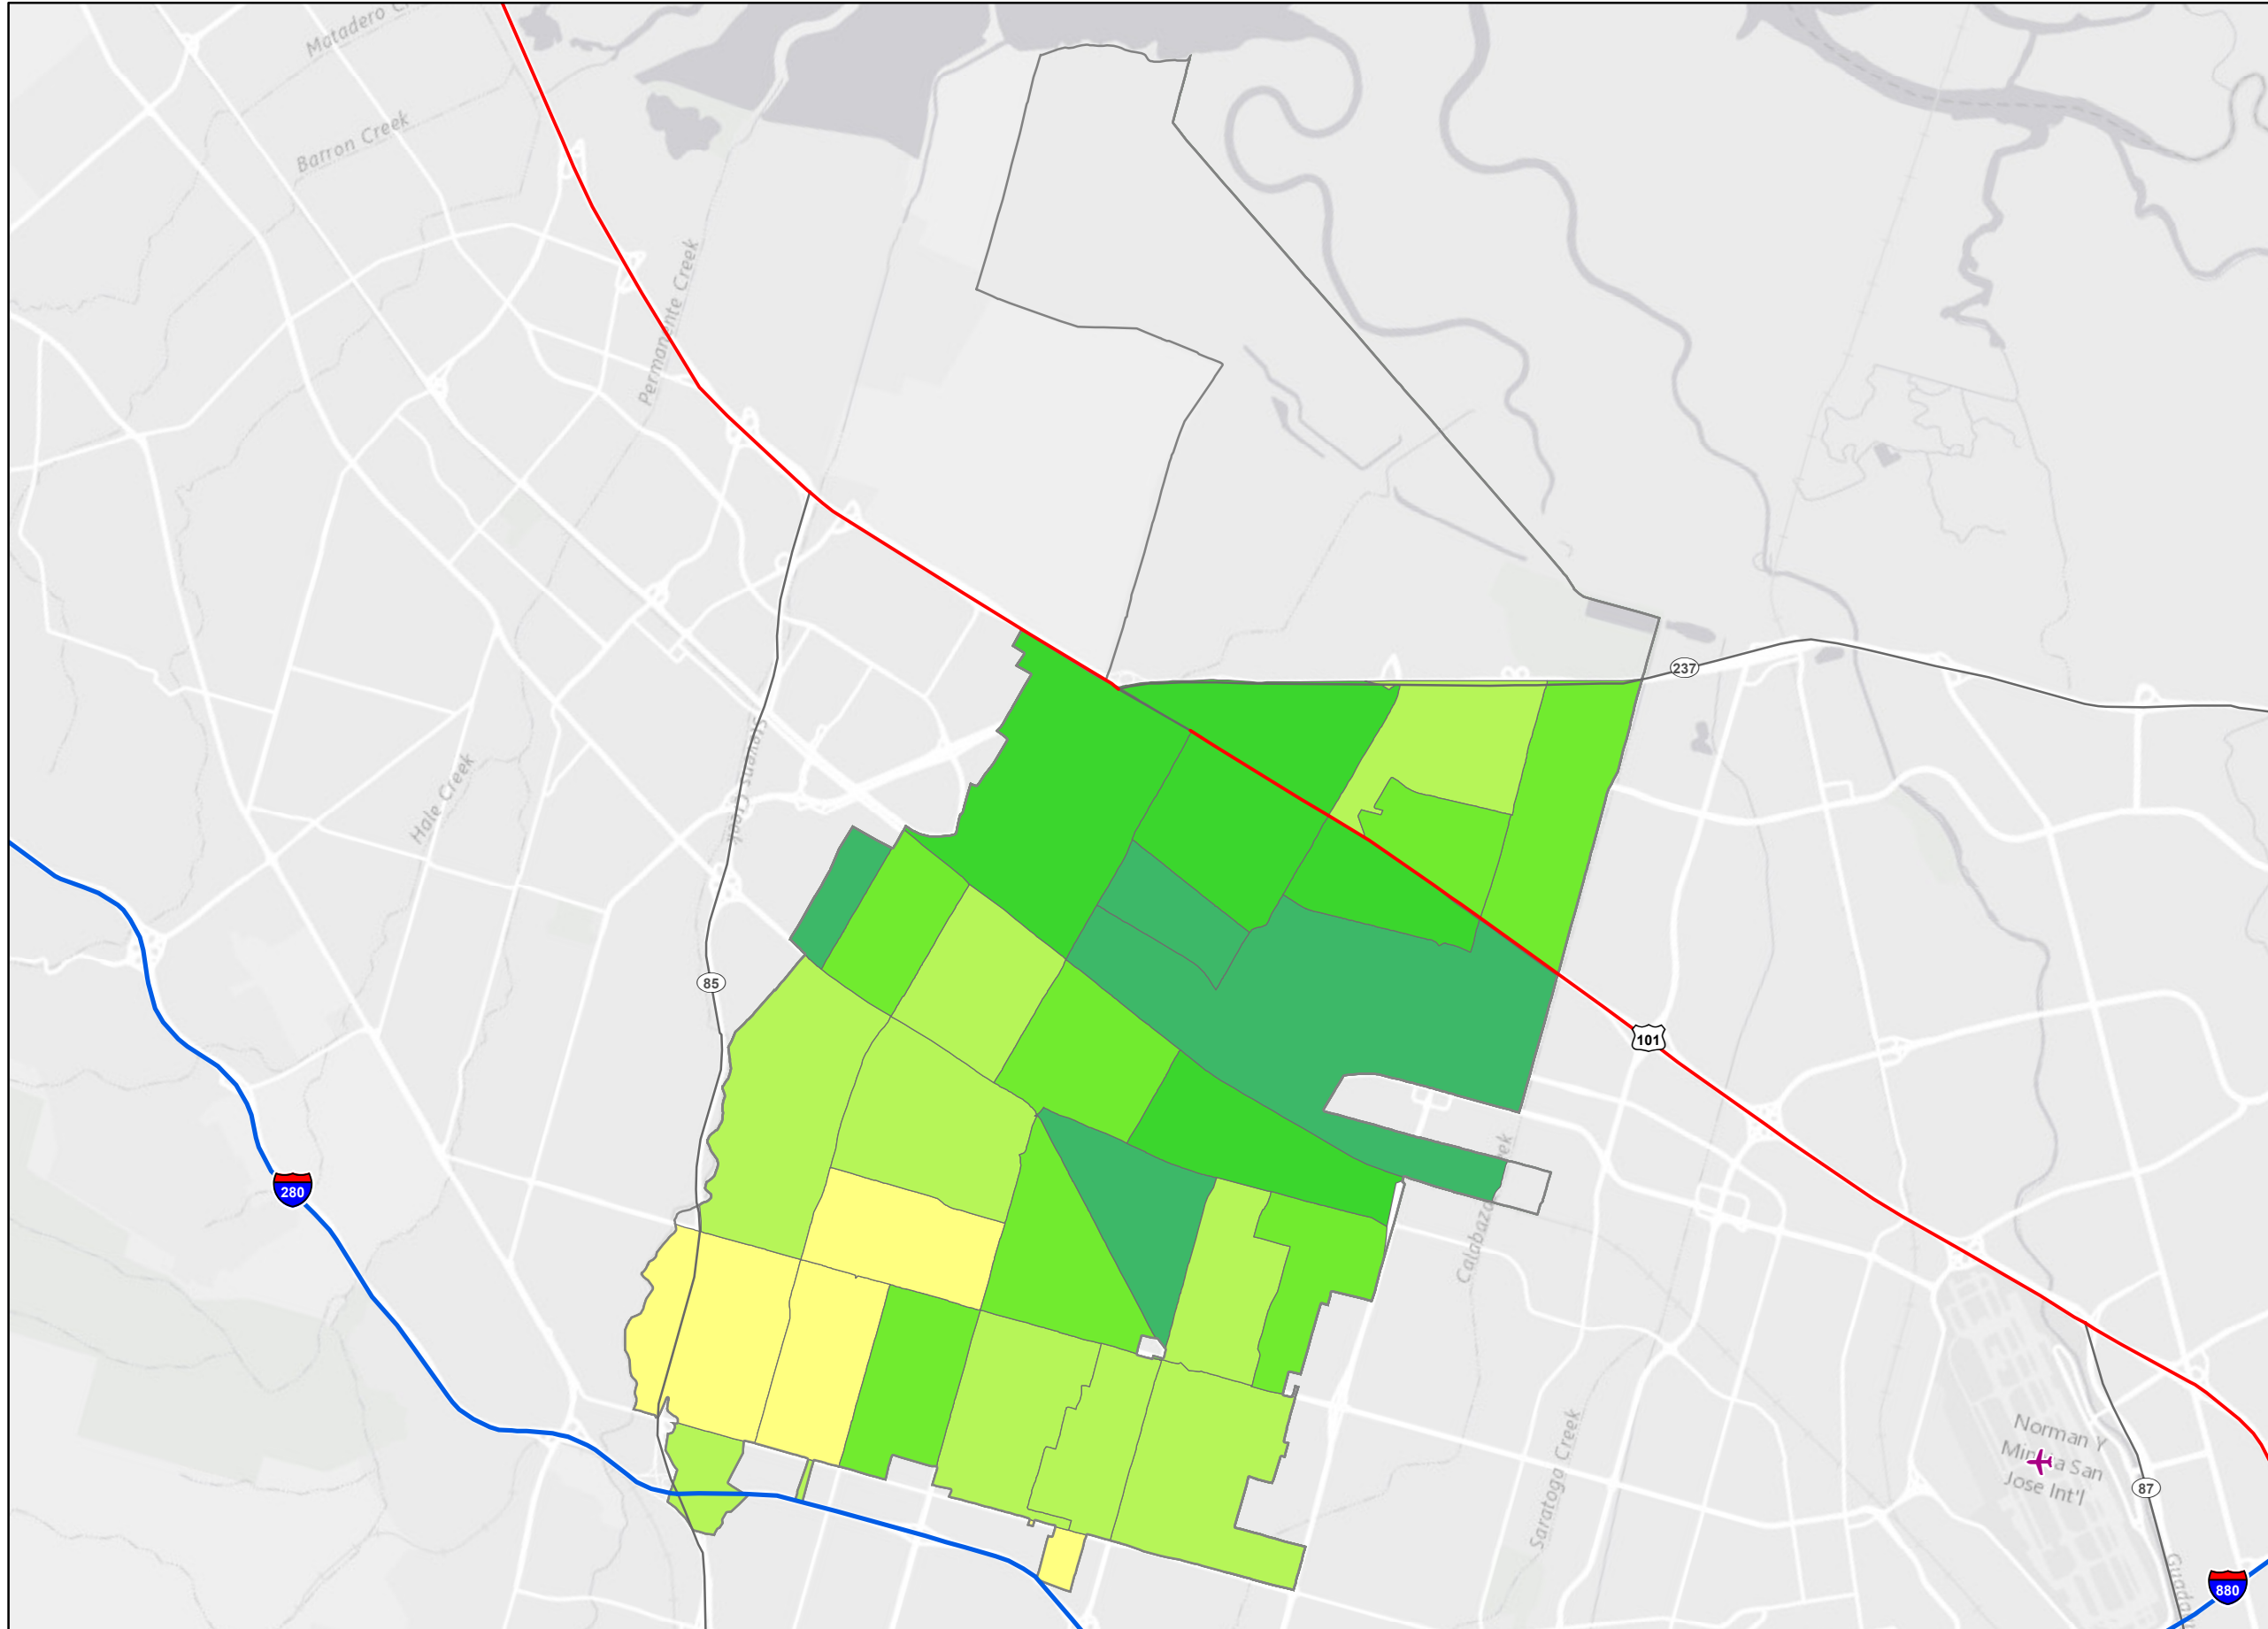 Matadero C
Barron Creek
Permanente Creek
237
Stevens Creek
Hale Creek
85
101
280
Calabazas Creek
Norman Y
Mineta San
Jose Int'l
87
Saratoga Creek
880
Guadal